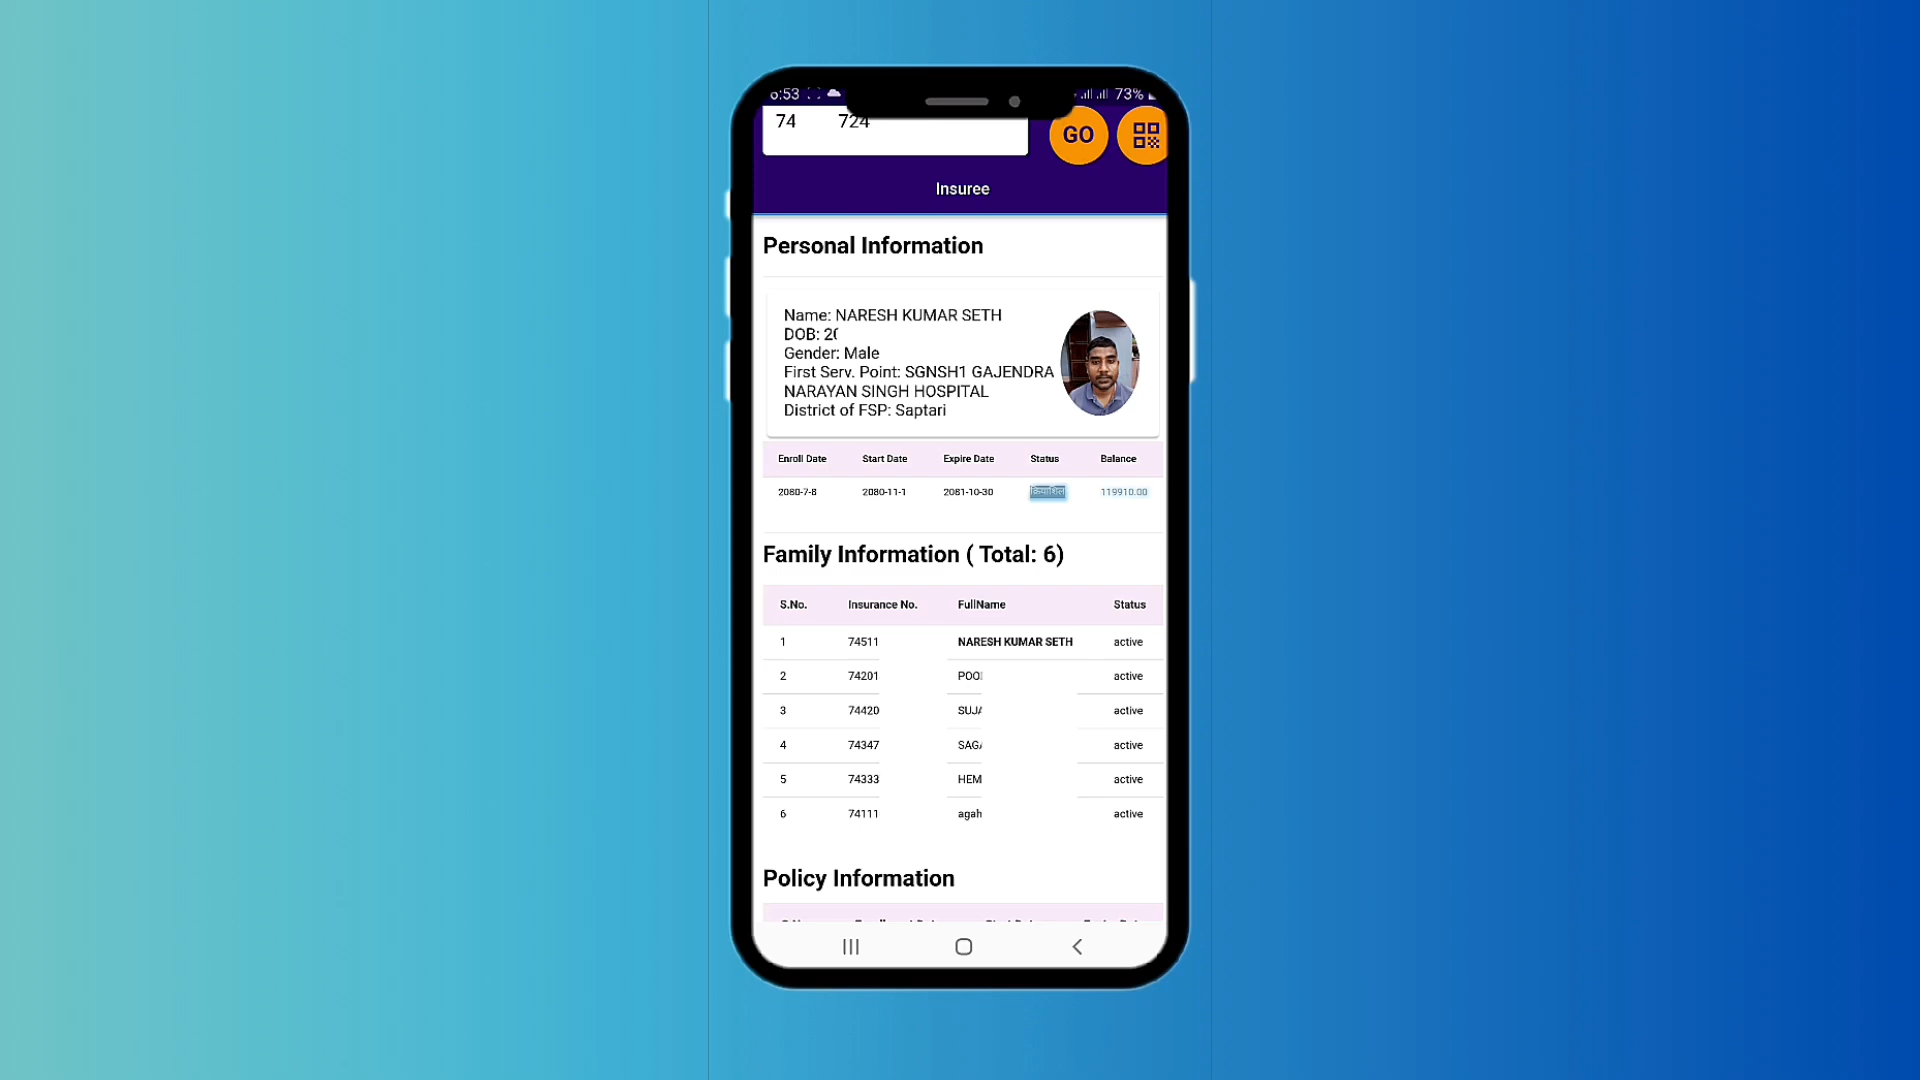 6:53 73%
74 724 GO
Insuree
Personal Information
Name: NARESH KUMAR SETH
DOB: 20
Gender: Male
First Serv. Point: SGNSH1 GAJENDRA
NARAYAN SINGH HOSPITAL
District of FSP: Saptari
Enroll Date Start Date Expire Date Status Balance
2080-7-8 2080-11-1 2081-10-30 क्रियाशिल 119910.00
Family Information ( Total: 6)
S.No. Insurance No. FullName Status
1 74511 NARESH KUMAR SETH active
2 74201 POO active
3 74420 SUJA active
4 74347 SAGA active
5 74333 HEM active
6 74111 agah active
Policy Information